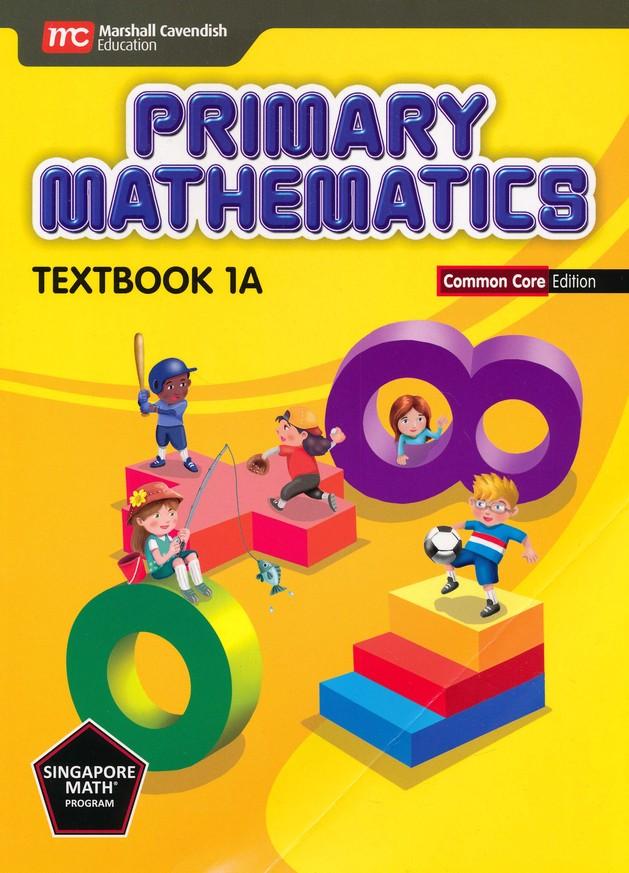 mc Marshall Cavendish
Education
PRIMARY
MATHEMATICS
TEXTBOOK 1A
Common Core Edition
SINGAPORE
MATH®
PROGRAM